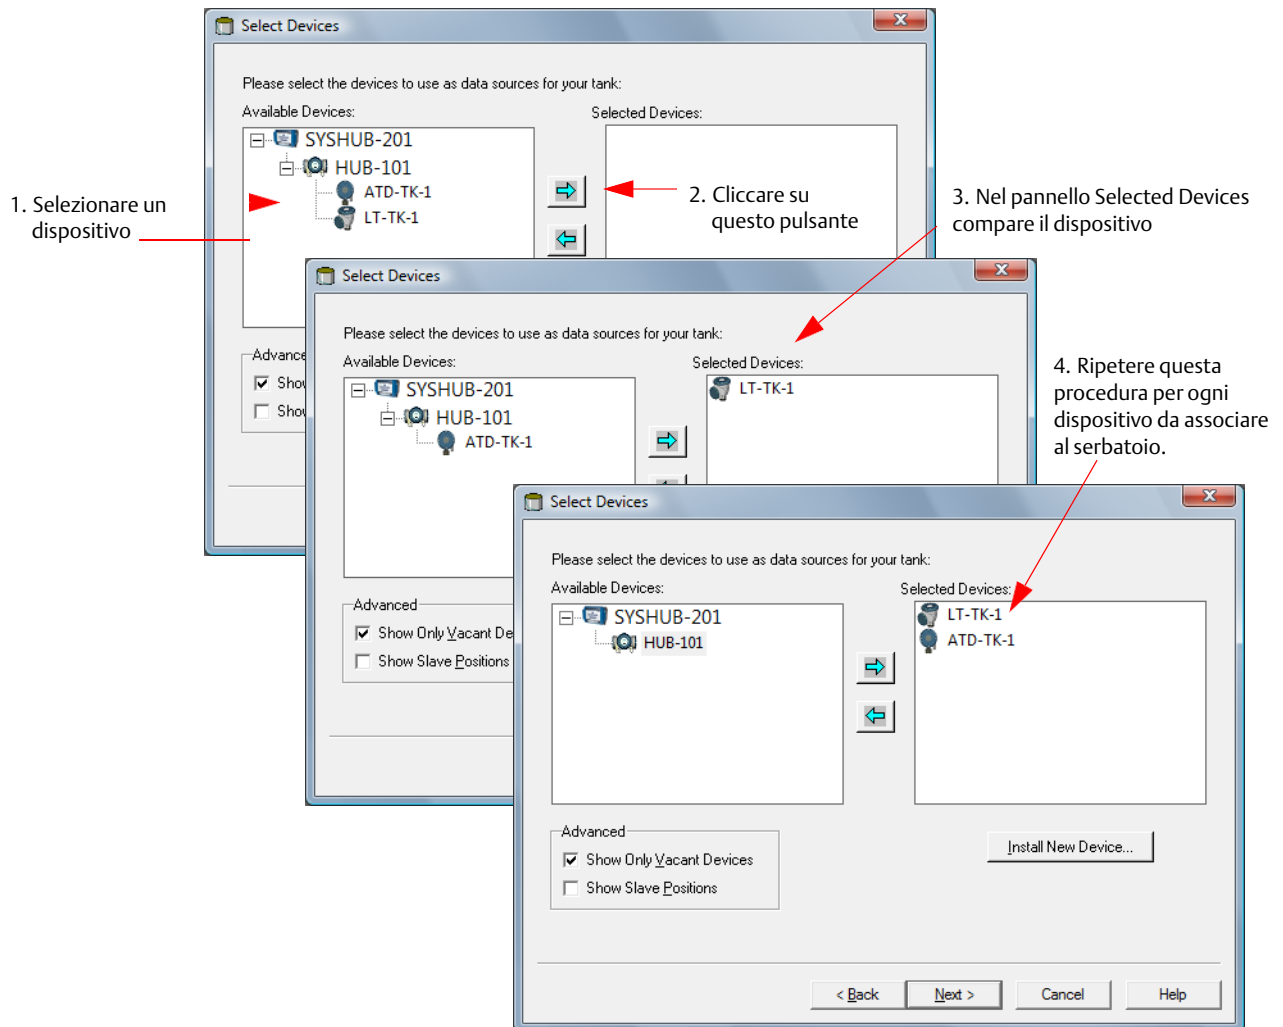 Select Devices
Please select the devices to use as data sources for your tank:
Available Devices:
Selected Devices:
SYSHUB-201
HUB-101
ATD-TK-1
LT-TK-1
1. Selezionare un
dispositivo
2. Cliccare su
questo pulsante
3. Nel pannello Selected Devices
compare il dispositivo
Select Devices
Please select the devices to use as data sources for your tank:
Available Devices:
Selected Devices:
SYSHUB-201
HUB-101
ATD-TK-1
LT-TK-1
Advanced
Show Only Vacant De
Show Slave Positions
4. Ripetere questa
procedura per ogni
dispositivo da associare
al serbatoio.
Select Devices
Please select the devices to use as data sources for your tank:
Available Devices:
Selected Devices:
SYSHUB-201
HUB-101
LT-TK-1
ATD-TK-1
Advanced
Show Only Vacant Devices
Show Slave Positions
Install New Device...
< Back
Next >
Cancel
Help